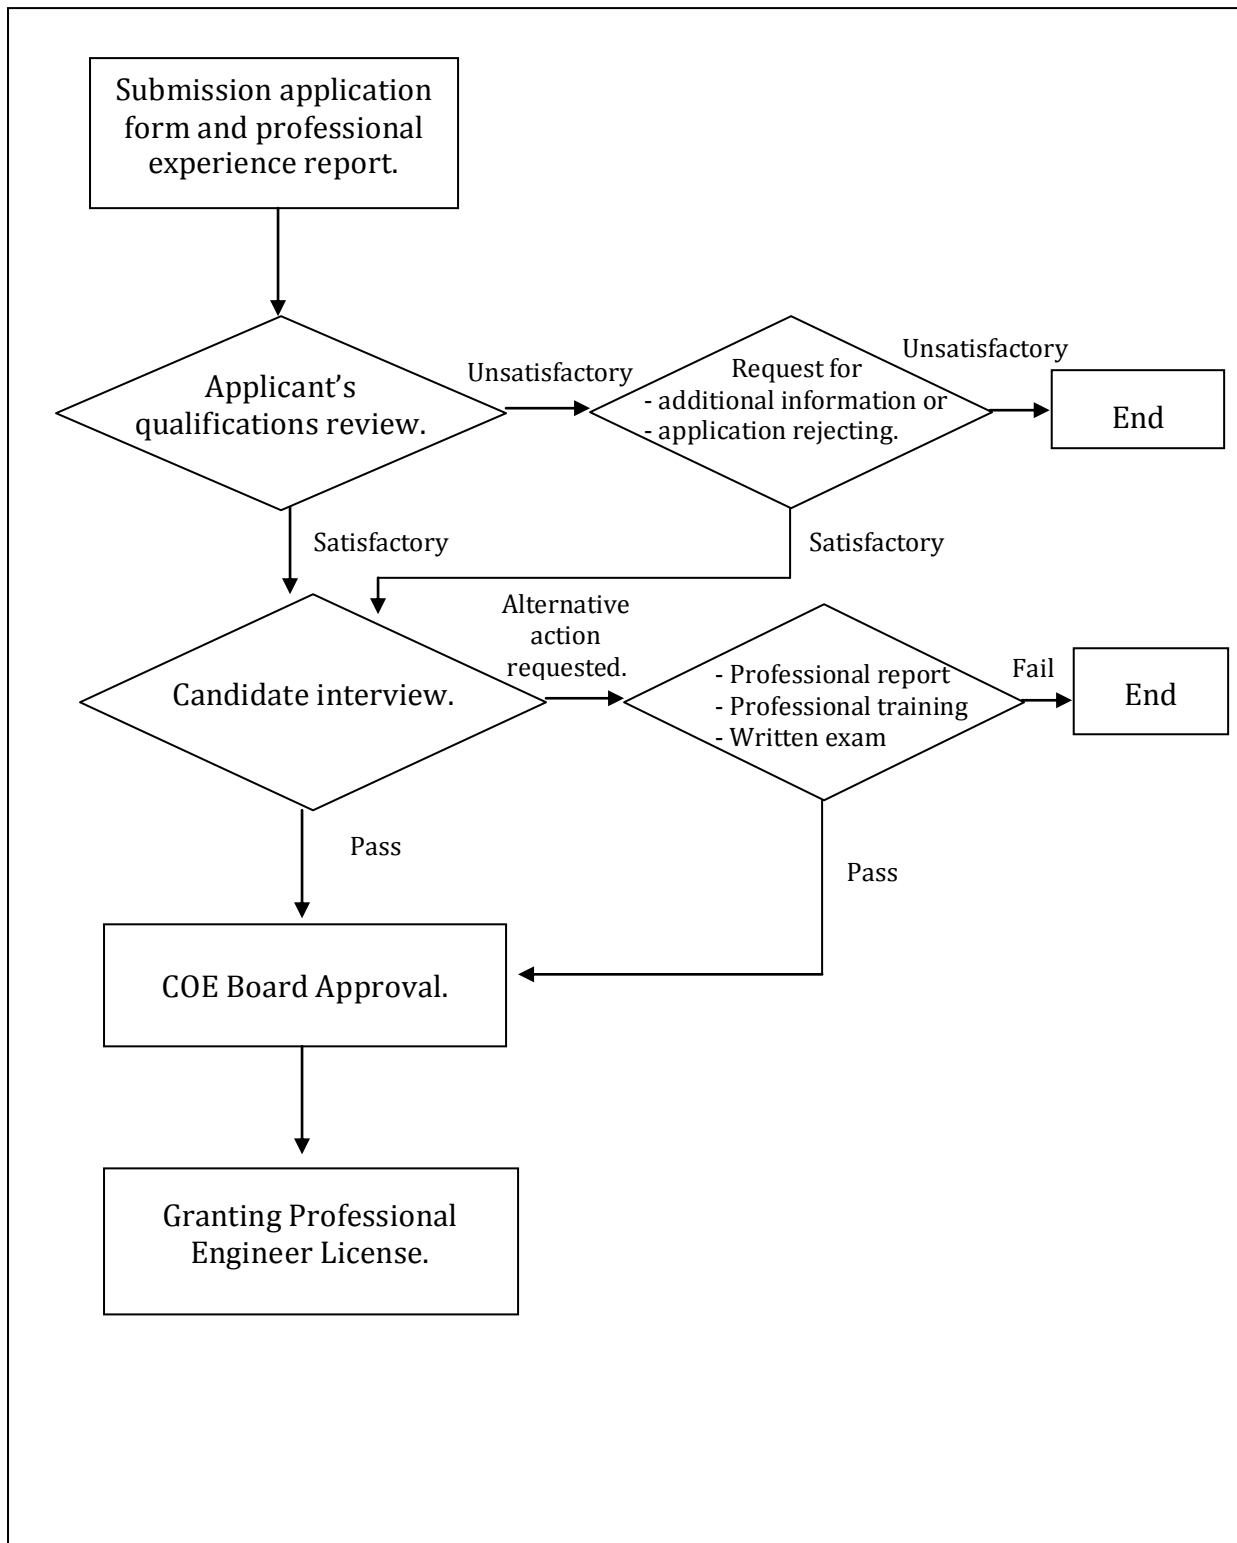 Submission application
form and professional
experience report.
Applicant’s
qualifications review.
Unsatisfactory
Request for
- additional information or
- application rejecting.
Unsatisfactory
End
Satisfactory
Satisfactory
Candidate interview.
Alternative
action
requested.
- Professional report
- Professional training
- Written exam
Fail
End
Pass
Pass
COE Board Approval.
Granting Professional
Engineer License.